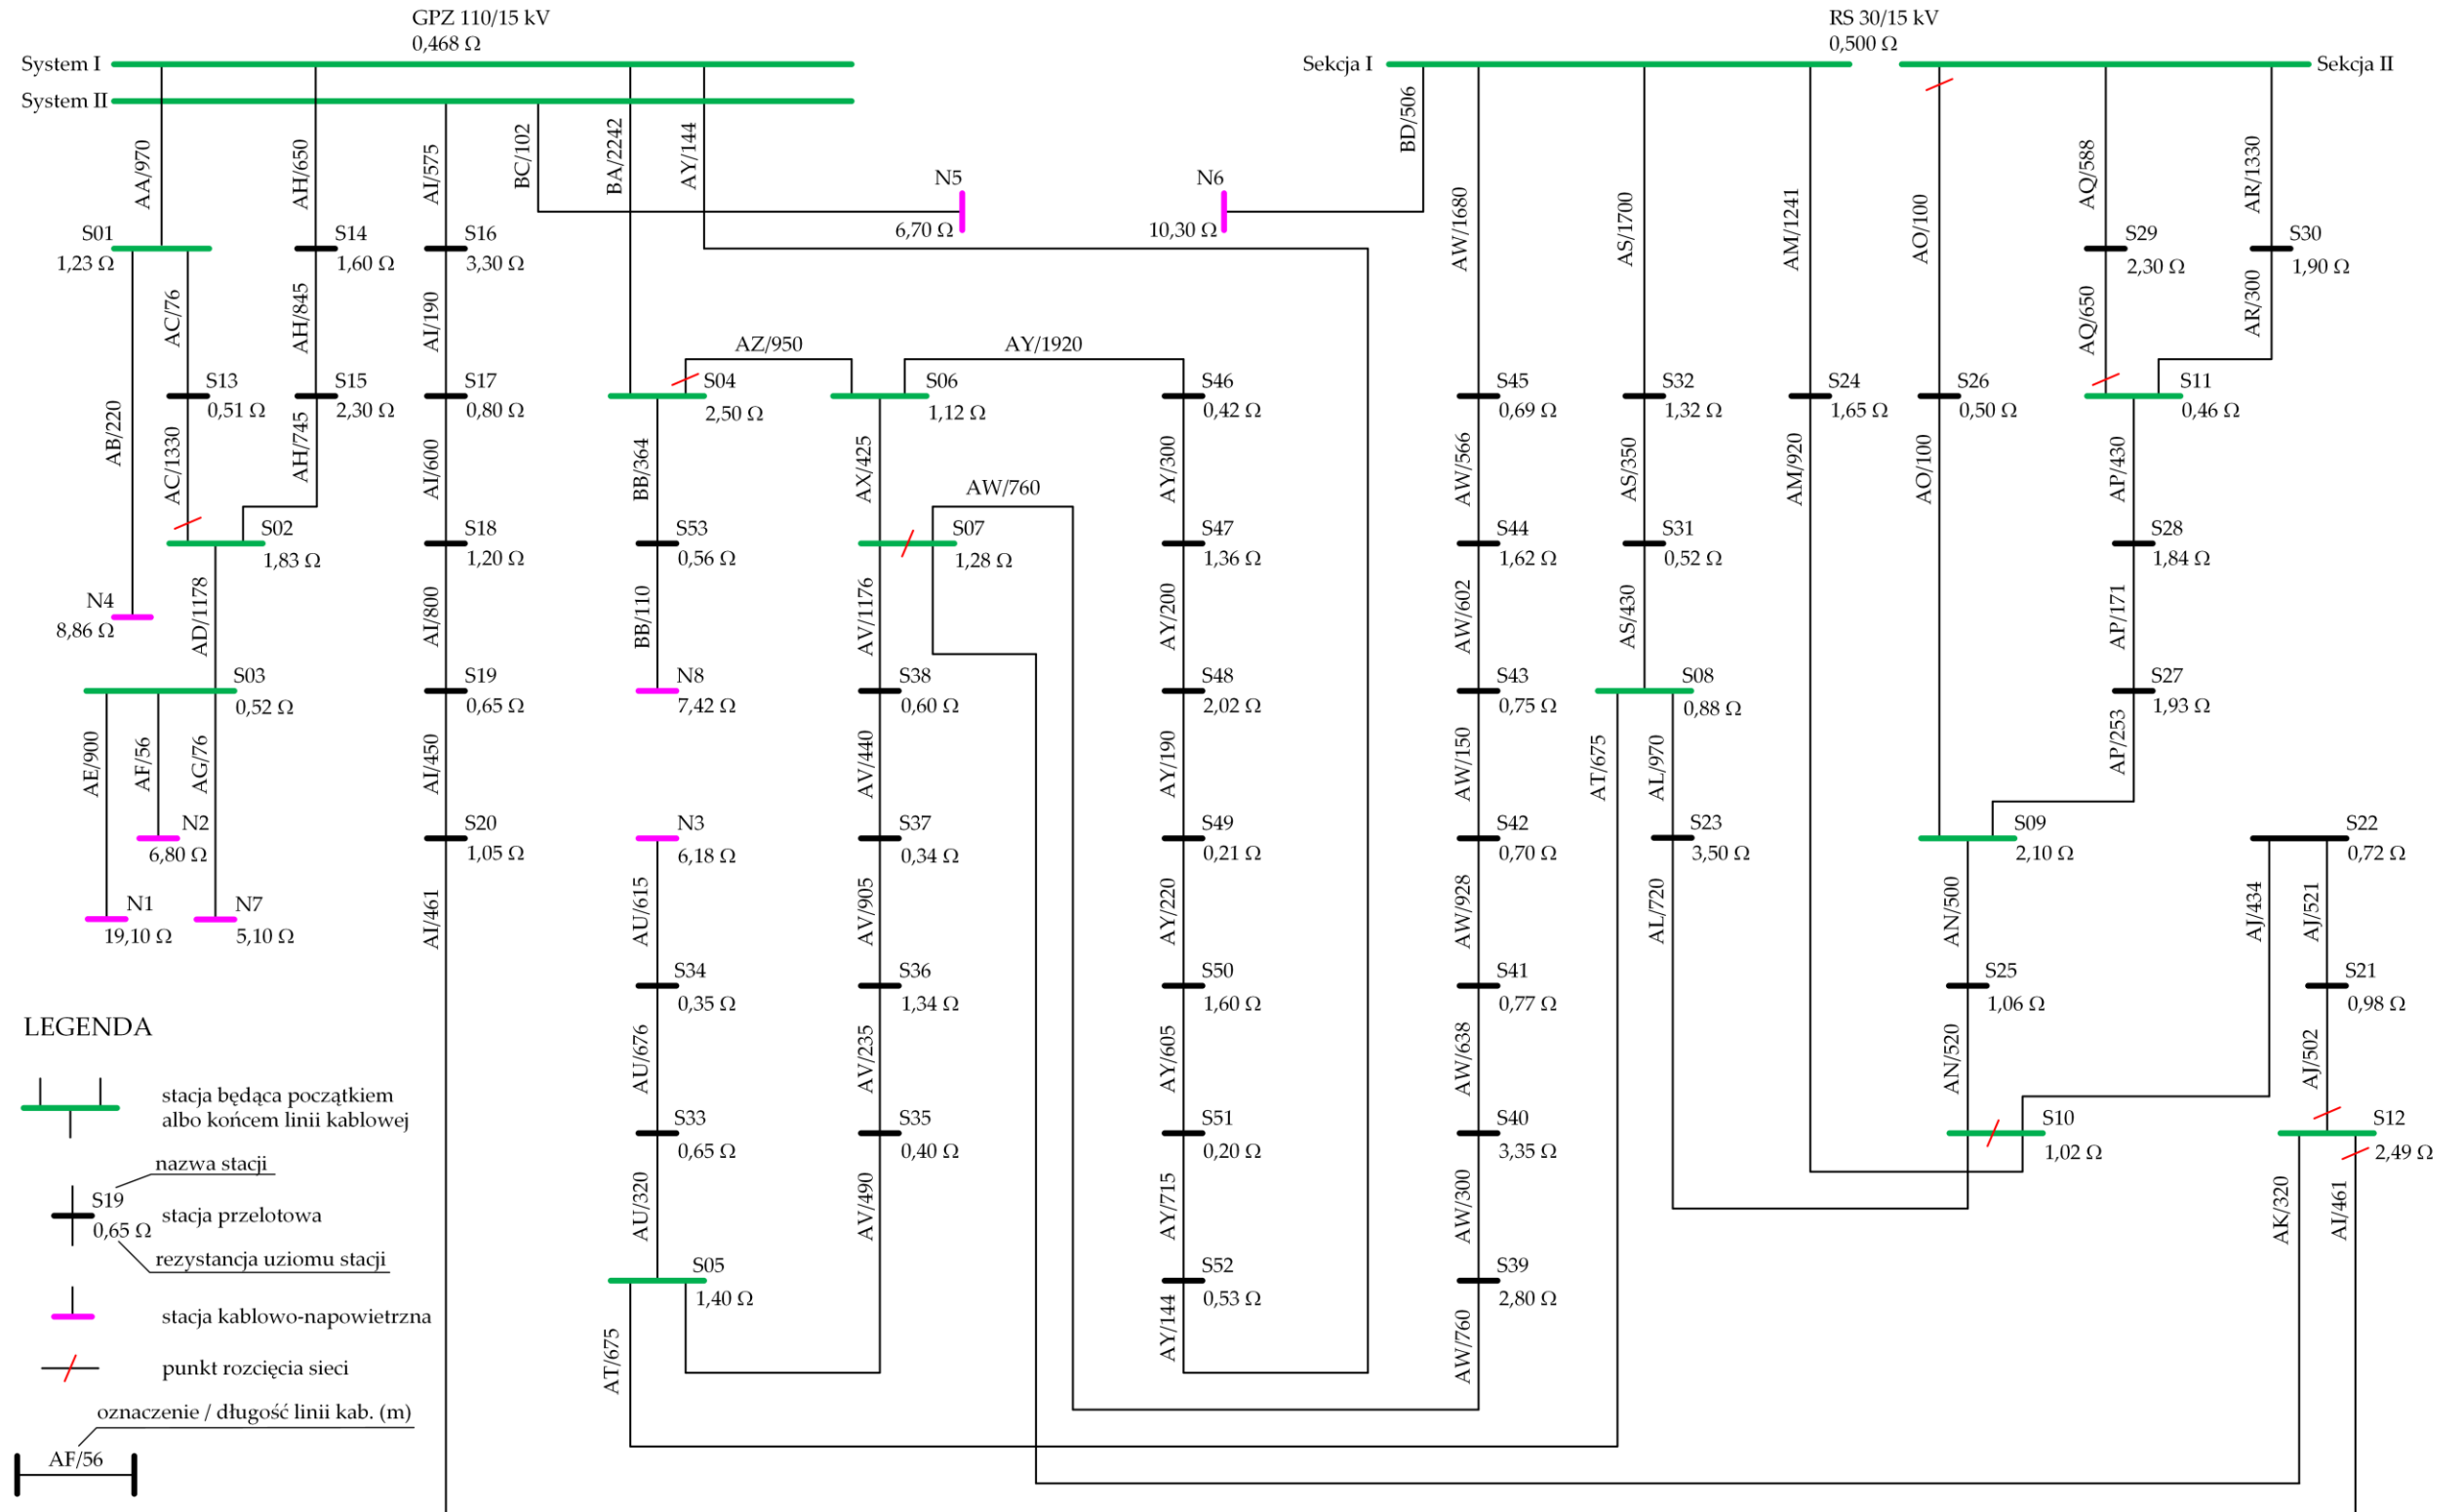 GPZ 110/15 kV
0,468 Ω
RS 30/15 kV
0,500 Ω
System I
System II
Sekcja I
Sekcja II
AA/970
AH/650
AI/575
BC/102
BA/2242
AY/144
BD/506
AW/1680
AS/1700
AM/1241
AO/100
AQ/588
AR/1330
N5
6,70 Ω
N6
10,30 Ω
S01
1,23 Ω
S14
1,60 Ω
S16
3,30 Ω
S29
2,30 Ω
S30
1,90 Ω
AB/220
AC/76
AH/845
AI/190
AQ/650
AR/300
AZ/950
AY/1920
S13
0,51 Ω
S15
2,30 Ω
S17
0,80 Ω
S04
2,50 Ω
S06
1,12 Ω
S46
0,42 Ω
S45
0,69 Ω
S32
1,32 Ω
S24
1,65 Ω
S26
0,50 Ω
S11
0,46 Ω
AC/1330
AH/745
AI/600
BB/364
AX/425
AW/760
AY/300
AW/566
AS/350
AM/920
AO/100
AP/430
S02
1,83 Ω
S18
1,20 Ω
S53
0,56 Ω
S07
1,28 Ω
S47
1,36 Ω
S44
1,62 Ω
S31
0,52 Ω
S28
1,84 Ω
N4
8,86 Ω
AD/1178
AI/800
BB/110
AV/1176
AY/200
AW/602
AS/430
AP/171
S03
0,52 Ω
S19
0,65 Ω
N8
7,42 Ω
S38
0,60 Ω
S48
2,02 Ω
S43
0,75 Ω
S08
0,88 Ω
S27
1,93 Ω
AE/900
AF/56
AG/76
AI/450
AV/440
AY/190
AW/150
AT/675
AL/970
AP/253
N2
6,80 Ω
S20
1,05 Ω
N3
6,18 Ω
S37
0,34 Ω
S49
0,21 Ω
S42
0,70 Ω
S23
3,50 Ω
S09
2,10 Ω
S22
0,72 Ω
N1
19,10 Ω
N7
5,10 Ω
AI/461
AU/615
AV/905
AY/220
AW/928
AL/720
AN/500
AJ/434
AJ/521
S34
0,35 Ω
S36
1,34 Ω
S50
1,60 Ω
S41
0,77 Ω
S25
1,06 Ω
S21
0,98 Ω
AU/676
AV/235
AY/605
AW/638
AN/520
AJ/502
S33
0,65 Ω
S35
0,40 Ω
S51
0,20 Ω
S40
3,35 Ω
S10
1,02 Ω
S12
2,49 Ω
AU/320
AV/490
AY/715
AW/300
AK/320
AI/461
S05
1,40 Ω
S52
0,53 Ω
S39
2,80 Ω
AT/675
AY/144
AW/760
LEGENDA
stacja będąca początkiem
albo końcem linii kablowej
nazwa stacji
S19
0,65 Ω
stacja przelotowa
rezystancja uziomu stacji
stacja kablowo-napowietrzna
punkt rozcięcia sieci
oznaczenie / długość linii kab. (m)
AF/56